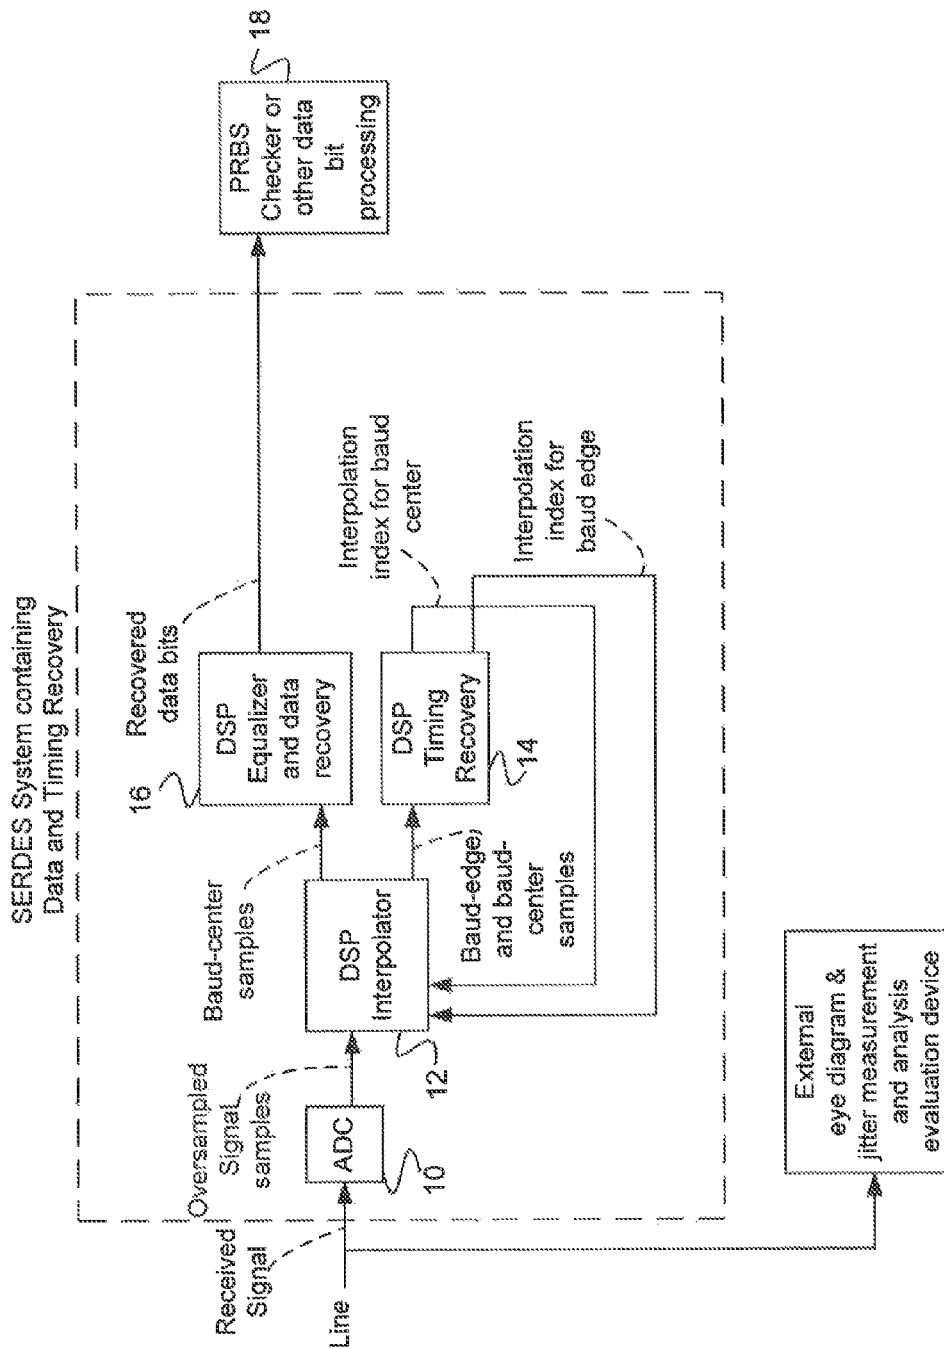 SERDES System containing
Data and Timing Recovery
Line
Received
Signal
ADC
10
Oversampled
Signal
samples
DSP
Interpolator
12
Baud-center
samples
Baud-edge
and baud-
center
samples
DSP
Equalizer
and data
recovery
16
DSP
Timing
Recovery
14
Recovered
data bits
Interpolation
index for baud
center
Interpolation
index for
baud edge
PRBS
Checker or
other data
bit
processing
18
External
eye diagram &
jitter measurement
and analysis
evaluation device